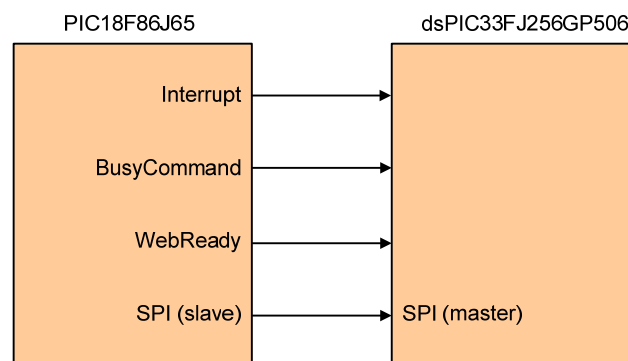 PIC18F86J65 dsPIC33FJ256GP506
Interrupt
BusyCommand
WebReady
SPI (slave) SPI (master)